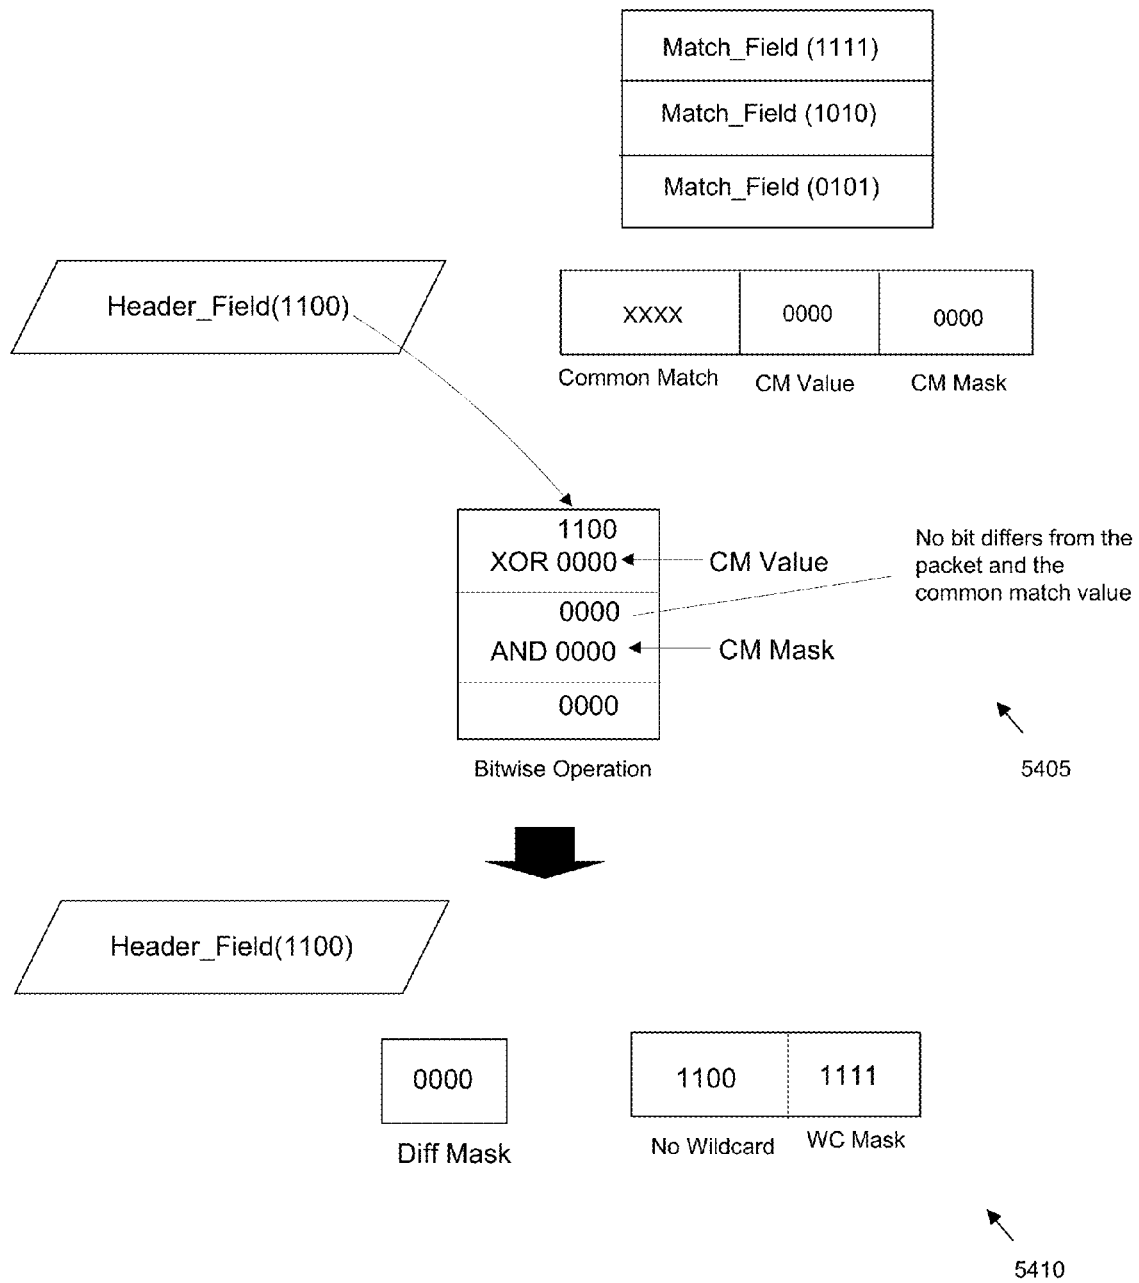 Match_Field (1111)
Match_Field (1010)
Match_Field (0101)
Header_Field(1100)
XXXX
0000
0000
Common Match
CM Value
CM Mask
1100
XOR 0000
CM Value
0000
AND 0000
CM Mask
0000
Bitwise Operation
No bit differs from the
packet and the
common match value
5405
Header_Field(1100)
0000
Diff Mask
1100
1111
No Wildcard
WC Mask
5410